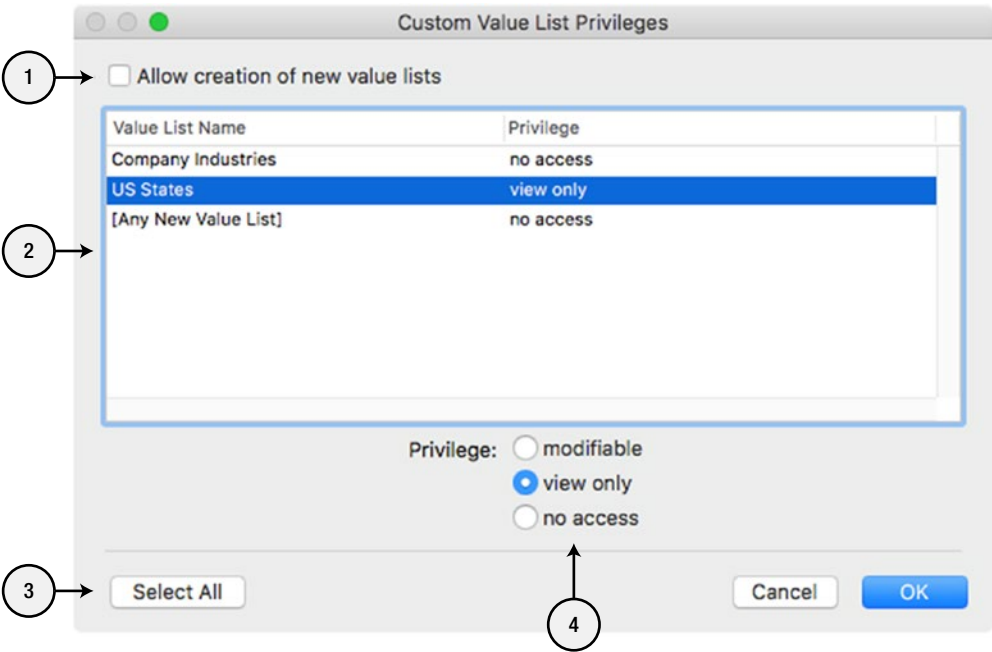 Custom Value List Privileges
1
Allow creation of new value lists
Value List Name Privilege
Company Industries no access
US States view only
[Any New Value List] no access
2
Privilege: modifiable
view only
no access
3
Select All Cancel OK
4